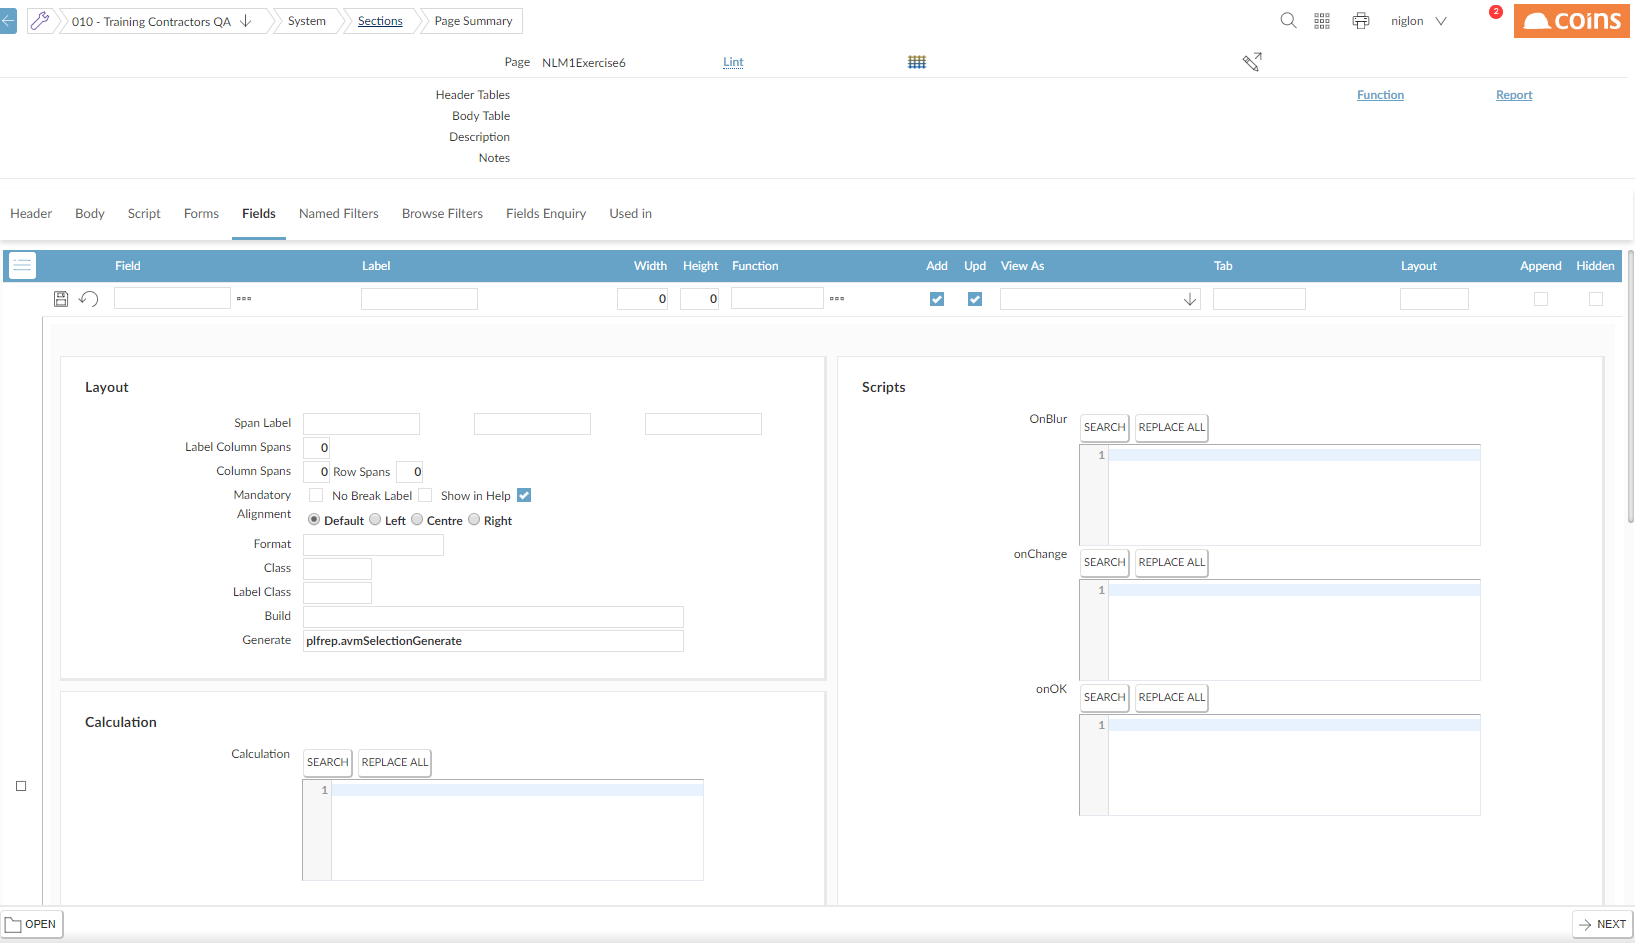 010 - Training Contractors QA System Sections Page Summary niglon 2 coins
Page NLM1Exercise6 Lint
Header Tables Function Report
Body Table
Description
Notes
Header Body Script Forms Fields Named Filters Browse Filters Fields Enquiry Used in
Field Label Width Height Function Add Upd View As Tab Layout Append Hidden
0 0
Layout
Span Label
Label Column Spans 0
Column Spans 0 Row Spans 0
Mandatory No Break Label Show in Help
Alignment Default Left Centre Right
Format
Class
Label Class
Build
Generate plfrep.avmSelectionGenerate
Calculation
Calculation SEARCH REPLACE ALL
1
Scripts
OnBlur SEARCH REPLACE ALL
1
onChange SEARCH REPLACE ALL
1
onOK SEARCH REPLACE ALL
1
OPEN NEXT